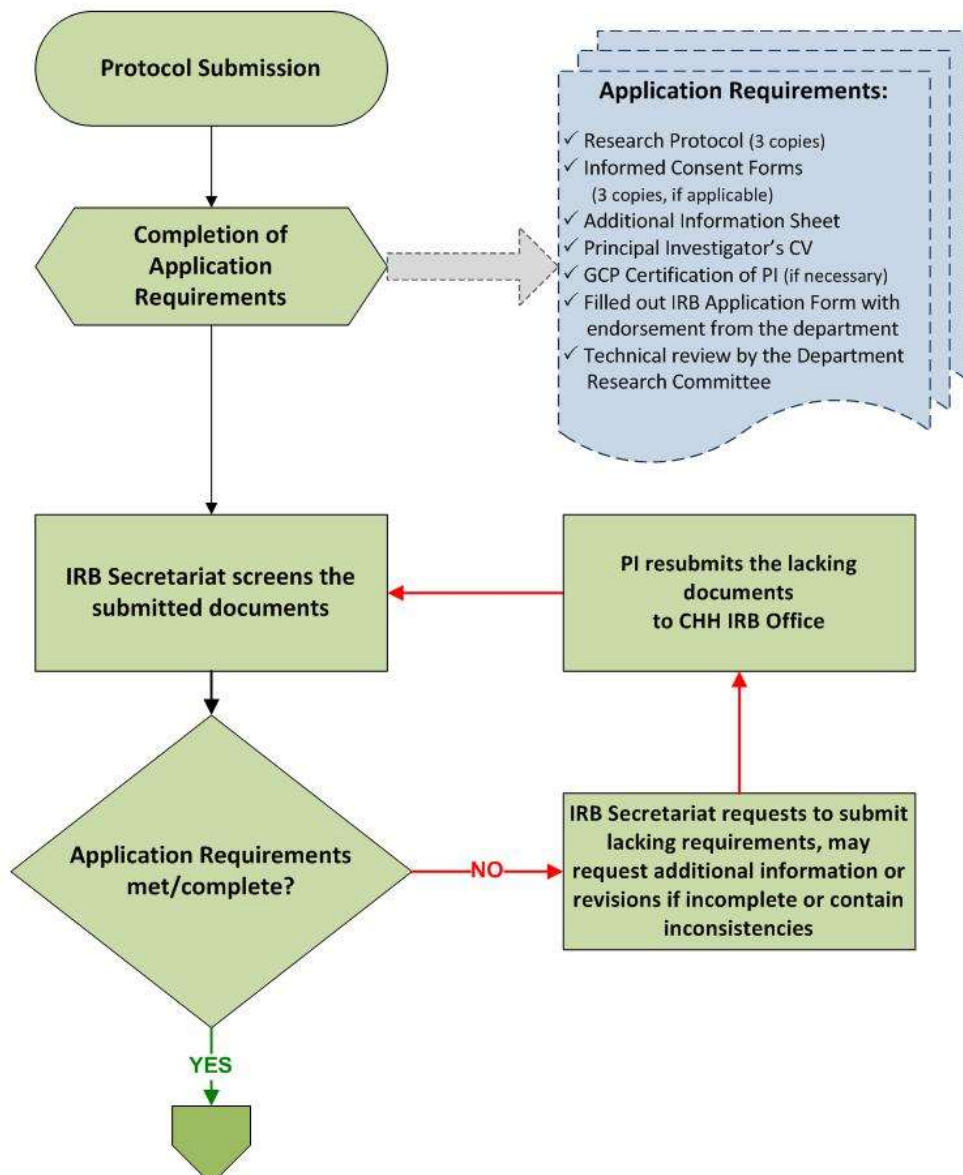 Protocol Submission
Application Requirements:
✓ Research Protocol (3 copies)
✓ Informed Consent Forms
(3 copies, if applicable)
✓ Additional Information Sheet
✓ Principal Investigator's CV
✓ GCP Certification of PI (if necessary)
✓ Filled out IRB Application Form with
endorsement from the department
✓ Technical review by the Department
Research Committee
Completion of
Application
Requirements
IRB Secretariat screens the
submitted documents
PI resubmits the lacking
documents
to CHH IRB Office
Application Requirements
met/complete?
NO
IRB Secretariat requests to submit
lacking requirements, may
request additional information or
revisions if incomplete or contain
inconsistencies
YES